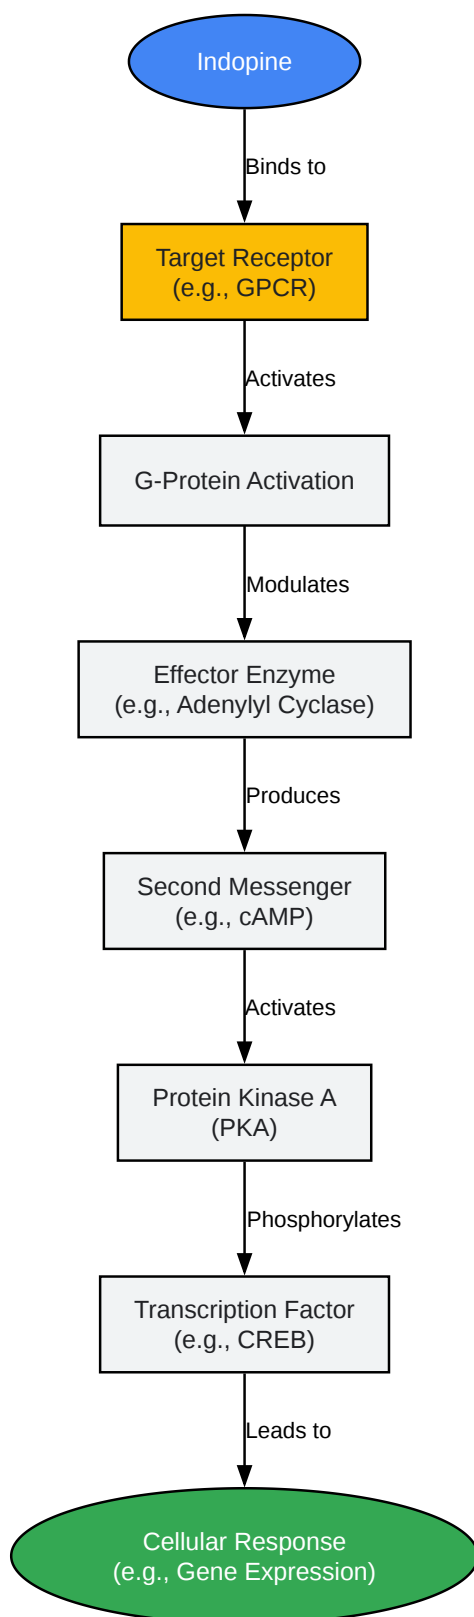 Indopine
Binds to
Target Receptor
(e.g., GPCR)
Activates
G-Protein Activation
Modulates
Effector Enzyme
(e.g., Adenylyl Cyclase)
Produces
Second Messenger
(e.g., cAMP)
Activates
Protein Kinase A
(PKA)
Phosphorylates
Transcription Factor
(e.g., CREB)
Leads to
Cellular Response
(e.g., Gene Expression)